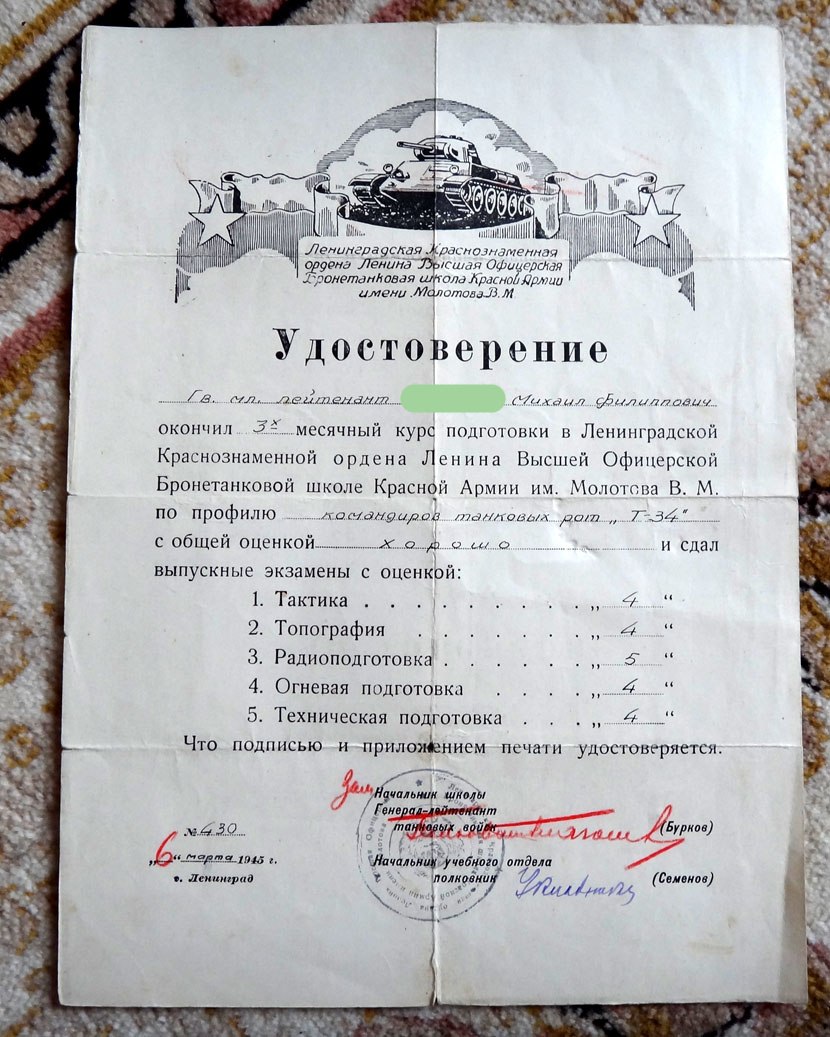 Ленинградская Краснознаменная
ордена Ленина Высшая Офицерская
Бронетанковая школа Красной Армии
имени Молотова В.М
Удостоверение
Гв. мл. лейтенант Михаил Филиппович
окончил 3х месячный курс подготовки в Ленинградской
Краснознаменной ордена Ленина Высшей Офицерской
Бронетанковой школе Красной Армии им. Молотова В. М.
по профилю командиров танковых рот „Т-34"
с общей оценкой хорошо и сдал
выпускные экзамены с оценкой:
1. Тактика . . . . . . . . . . „ 4 “
2. Топография . . . . . . . „ 4 “
3. Радиоподготовка . . . . . . „ 5 “
4. Огневая подготовка . . . . „ 4 “
5. Техническая подготовка . . . „ 4 “
Что подписью и приложением печати удостоверяется.
Зам Начальник школы
Генерал-лейтенант
танковых войск (Бурков)
№ 430
„6“ марта 1945 г.
г. Ленинград
Начальник учебного отдела
полковник (Семенов)